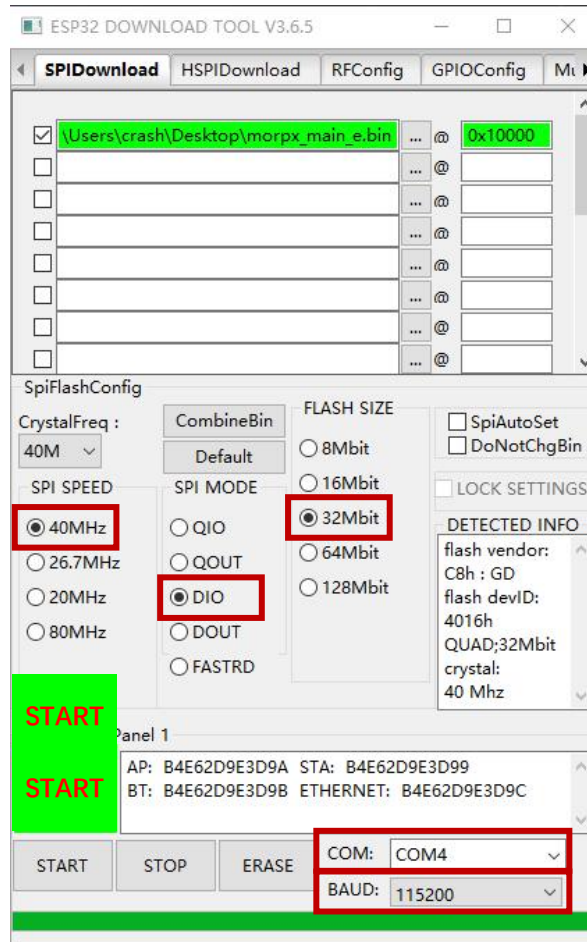 ESP32 DOWNLOAD TOOL V3.6.5
SPIDownload HSPIDownload RFConfig GPIOConfig
\Users\crash\Desktop\morpx_main_e.bin ... @ 0x10000
... @
... @
... @
... @
... @
... @
... @
SpiFlashConfig
CrystalFreq :
40M
CombineBin
Default
SPI SPEED
40MHz
26.7MHz
20MHz
80MHz
SPI MODE
QIO
QOUT
DIO
DOUT
FASTRD
FLASH SIZE
8Mbit
16Mbit
32Mbit
64Mbit
128Mbit
SpiAutoSet
DoNotChgBin
LOCK SETTINGS
DETECTED INFO
flash vendor:
C8h : GD
flash devID:
4016h
QUAD;32Mbit
crystal:
40 Mhz
START
Panel 1
START
AP: B4E62D9E3D9A STA: B4E62D9E3D99
BT: B4E62D9E3D9B ETHERNET: B4E62D9E3D9C
START STOP ERASE
COM: COM4
BAUD: 115200